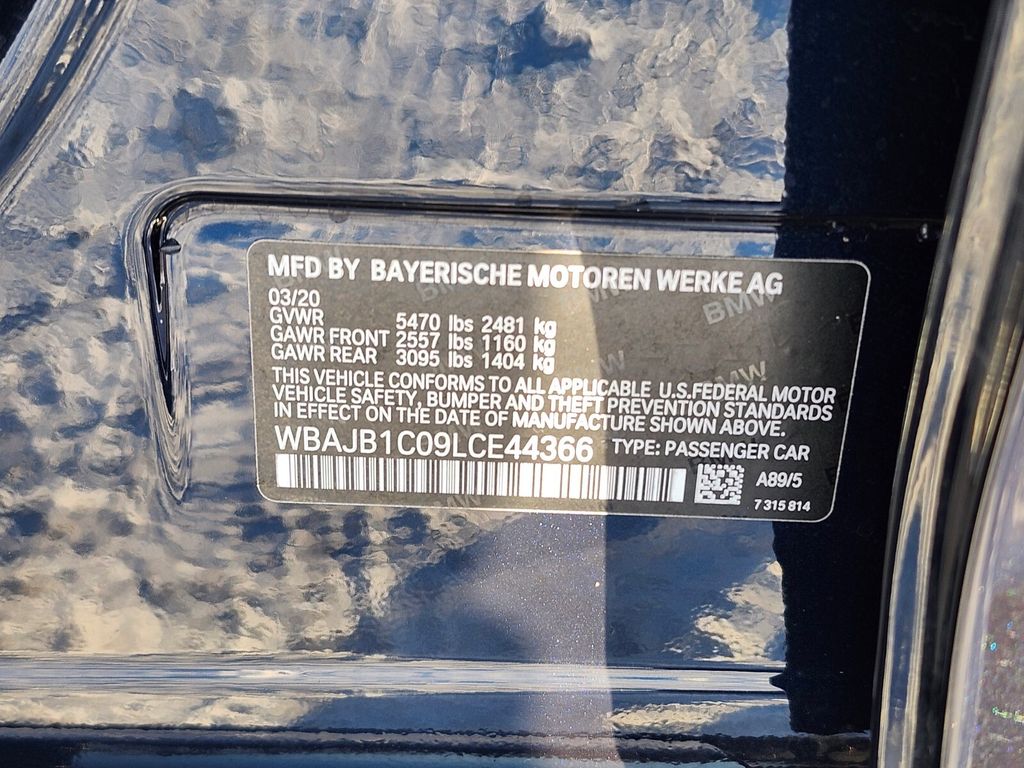 MFD BY BAYERISCHE MOTOREN WERKE AG
03/20
GVWR 5470 lbs 2481 kg
GAWR FRONT 2557 lbs 1160 kg
GAWR REAR 3095 lbs 1404 kg
THIS VEHICLE CONFORMS TO ALL APPLICABLE U.S.FEDERAL MOTOR
VEHICLE SAFETY, BUMPER AND THEFT PREVENTION STANDARDS
IN EFFECT ON THE DATE OF MANUFACTURE SHOWN ABOVE.
WBAJB1C09LCE44366 TYPE: PASSENGER CAR
A89/5
7 315 814
BMW
BMW